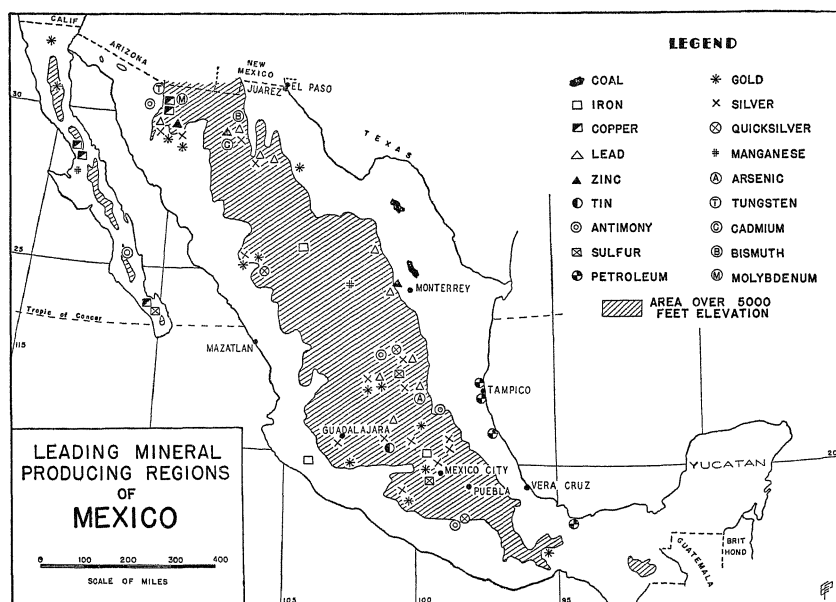 CALIF
ARIZONA
NEW
MEXICO
JUAREZ
EL PASO
TEXAS
LEGEND
COAL
IRON
COPPER
LEAD
ZINC
TIN
ANTIMONY
SULFUR
PETROLEUM
GOLD
SILVER
QUICKSILVER
MANGANESE
A ARSENIC
T TUNGSTEN
C CADMIUM
B BISMUTH
M MOLYBDENUM
AREA OVER 5000
FEET ELEVATION
30
T
M
B
C
25
MONTERREY
Tropic of Cancer
MAZATLAN
115
TAMPICO
A
GUADALAJARA
MEXICO CITY
PUEBLA
VERA CRUZ
YUCATAN
20
GUATEMALA
BRIT
HOND
LEADING MINERAL
PRODUCING REGIONS
OF
MEXICO
0 100 200 300 400
SCALE OF MILES
105
100
95